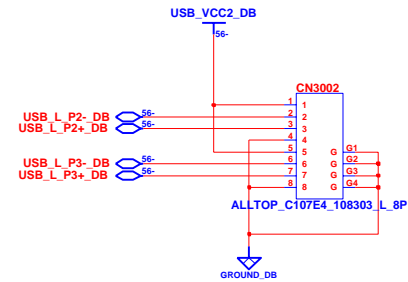 USB_VCC2_DB
56-
CN3002
1 1
USB_L_P2-_DB 56- 2 2
USB_L_P2+_DB 56- 3 3
4 4
5 5 G G1
USB_L_P3-_DB 56- 6 6 G G2
USB_L_P3+_DB 56- 7 7 G G3
8 8 G G4
ALLTOP_C107E4_108303_L_8P
GROUND_DB